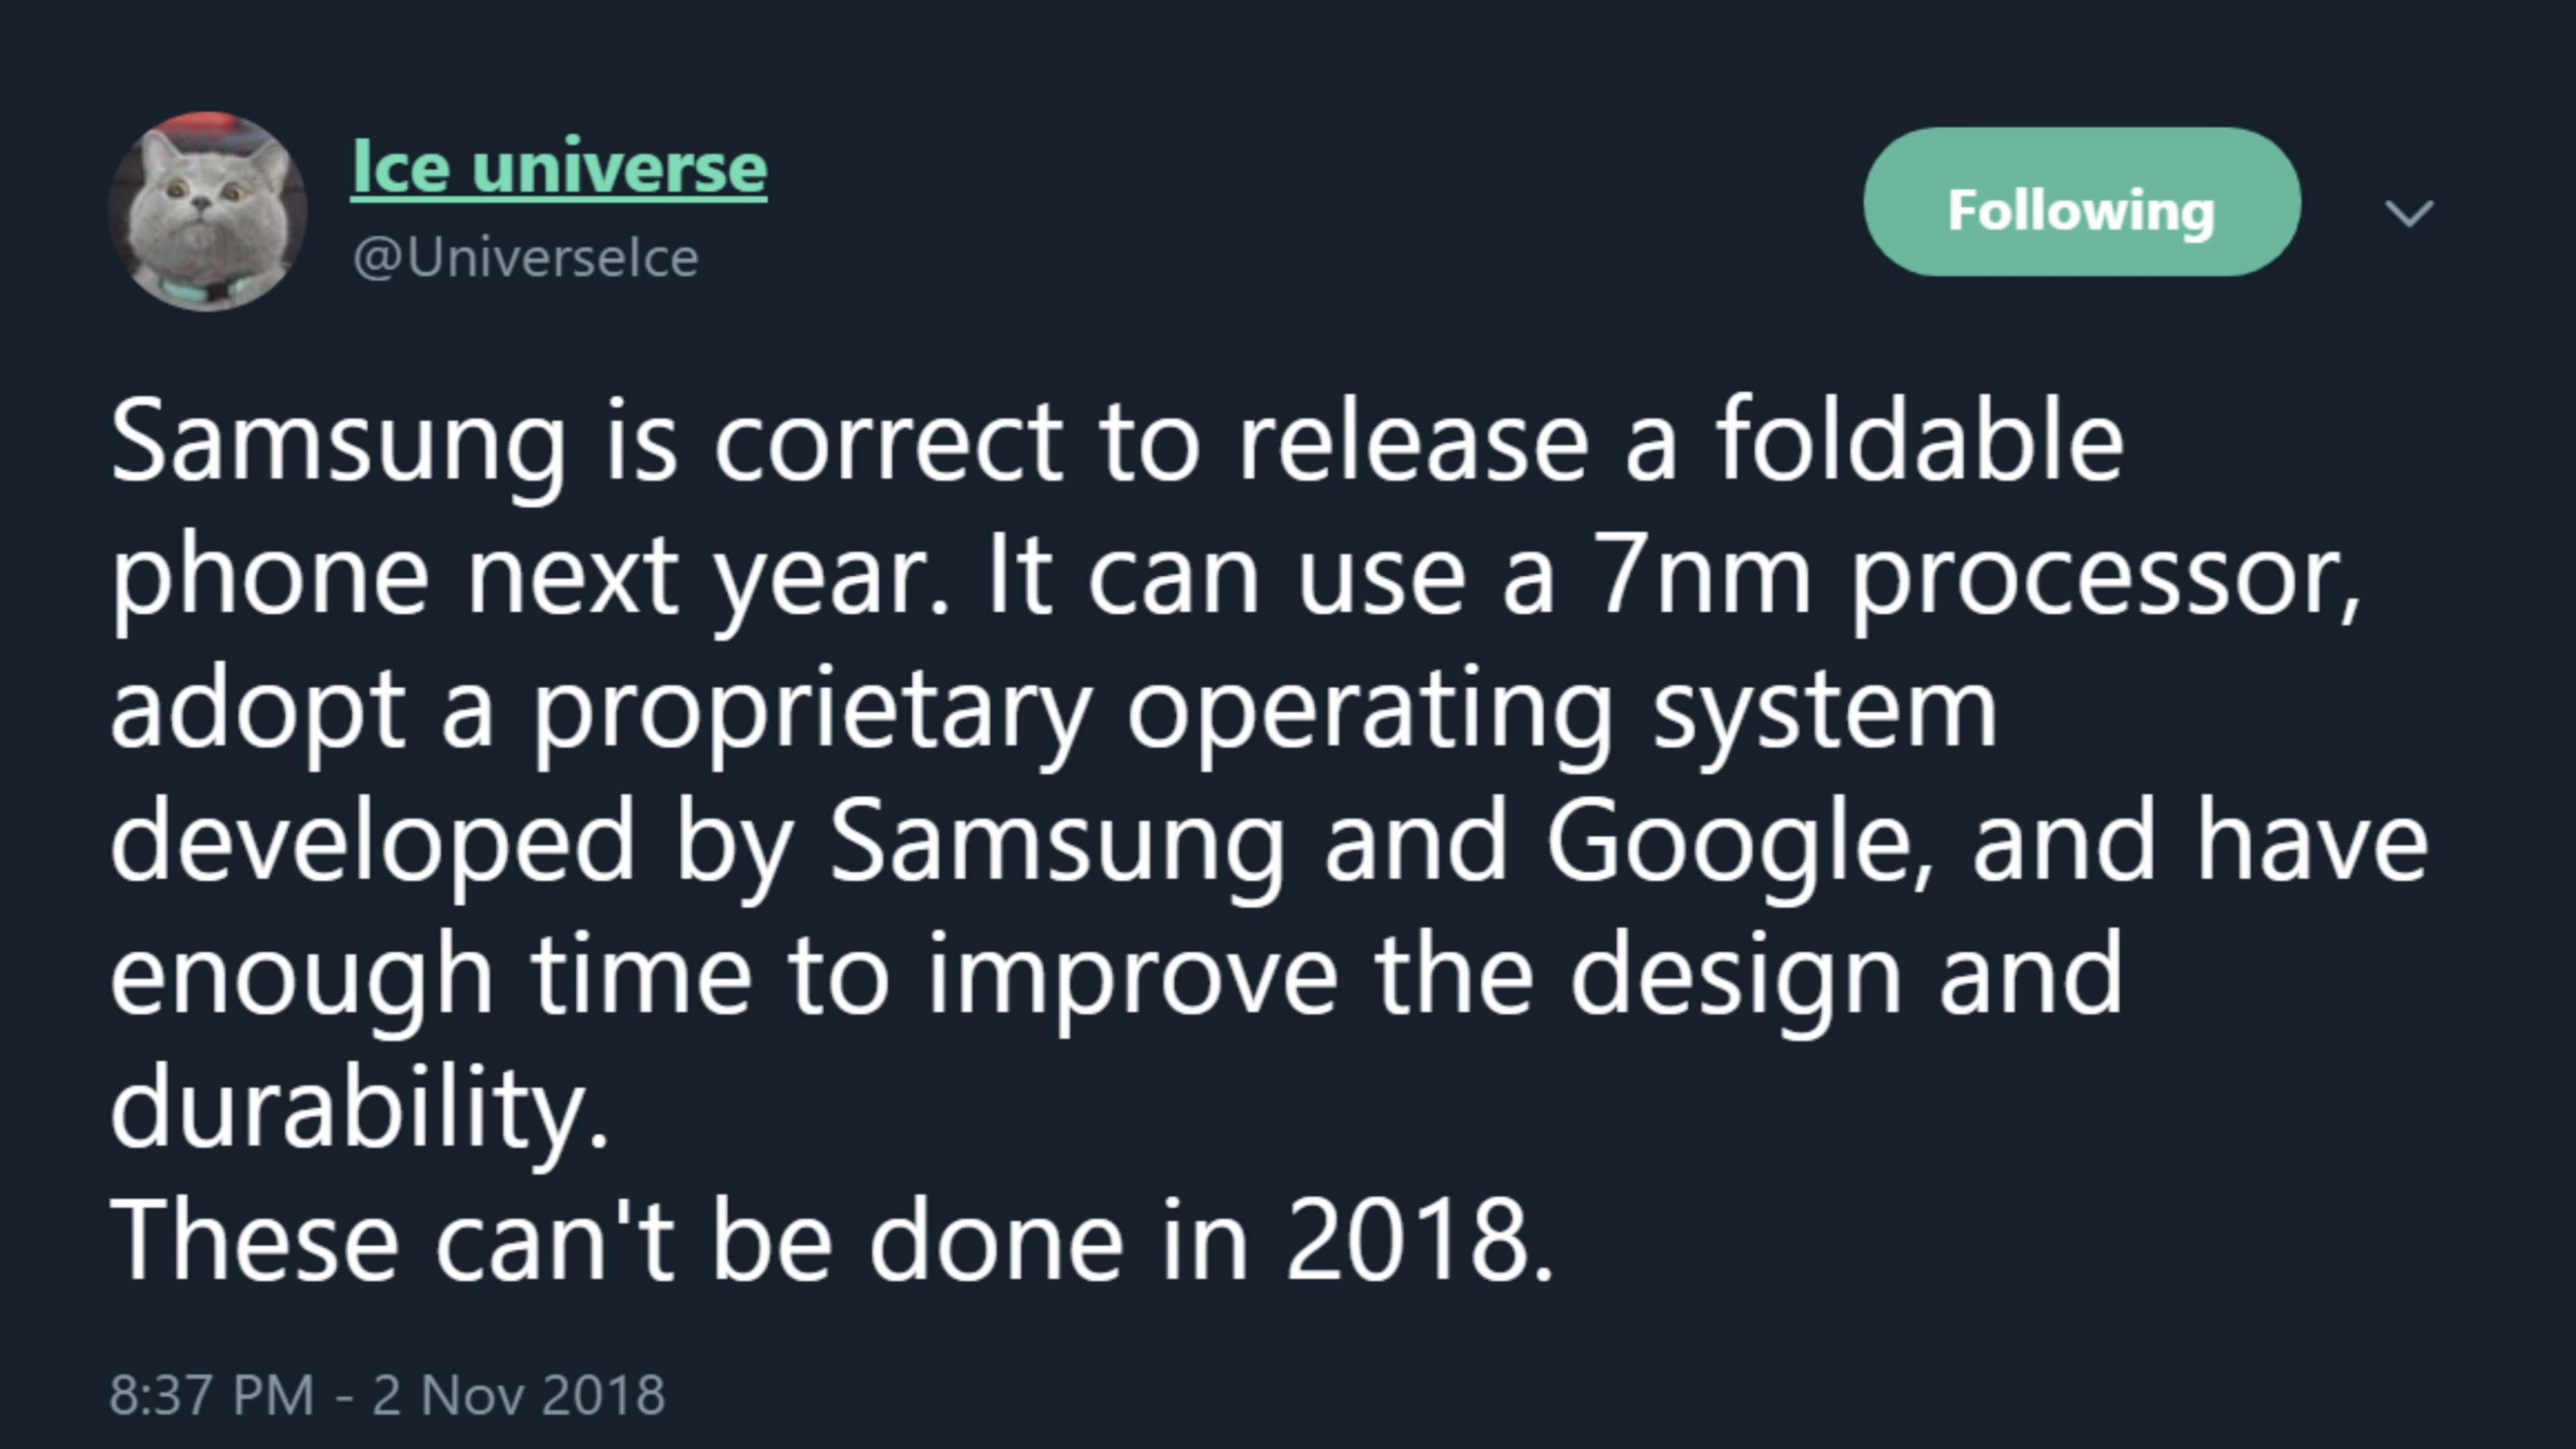 Ice universe
@UniverseIce
Following
Samsung is correct to release a foldable
phone next year. It can use a 7nm processor,
adopt a proprietary operating system
developed by Samsung and Google, and have
enough time to improve the design and
durability.
These can't be done in 2018.
8:37 PM - 2 Nov 2018